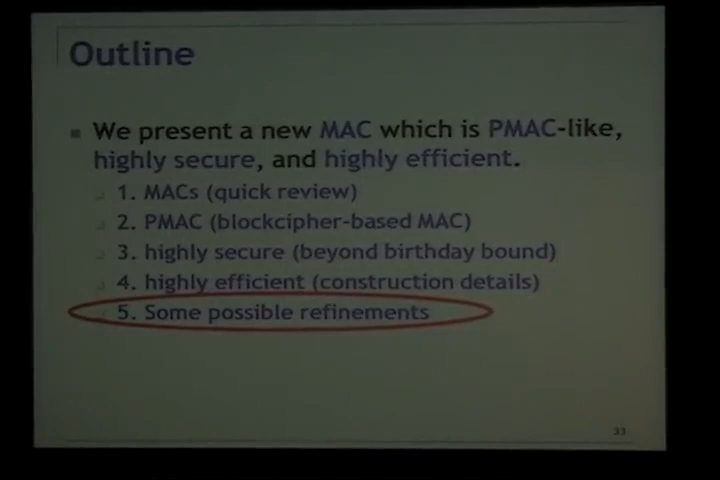 Outline
We present a new MAC which is PMAC-like,
highly secure, and highly efficient.
1. MACs (quick review)
2. PMAC (blockcipher-based MAC)
3. highly secure (beyond birthday bound)
4. highly efficient (construction details)
5. Some possible refinements
33